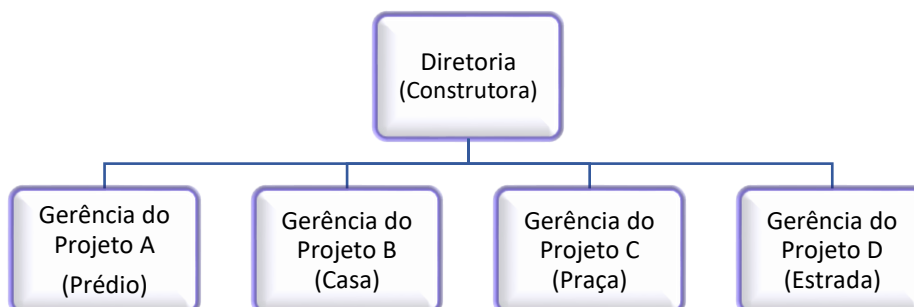 Diretoria
(Construtora)
Gerência do
Projeto A
(Prédio)
Gerência do
Projeto B
(Casa)
Gerência do
Projeto C
(Praça)
Gerência do
Projeto D
(Estrada)